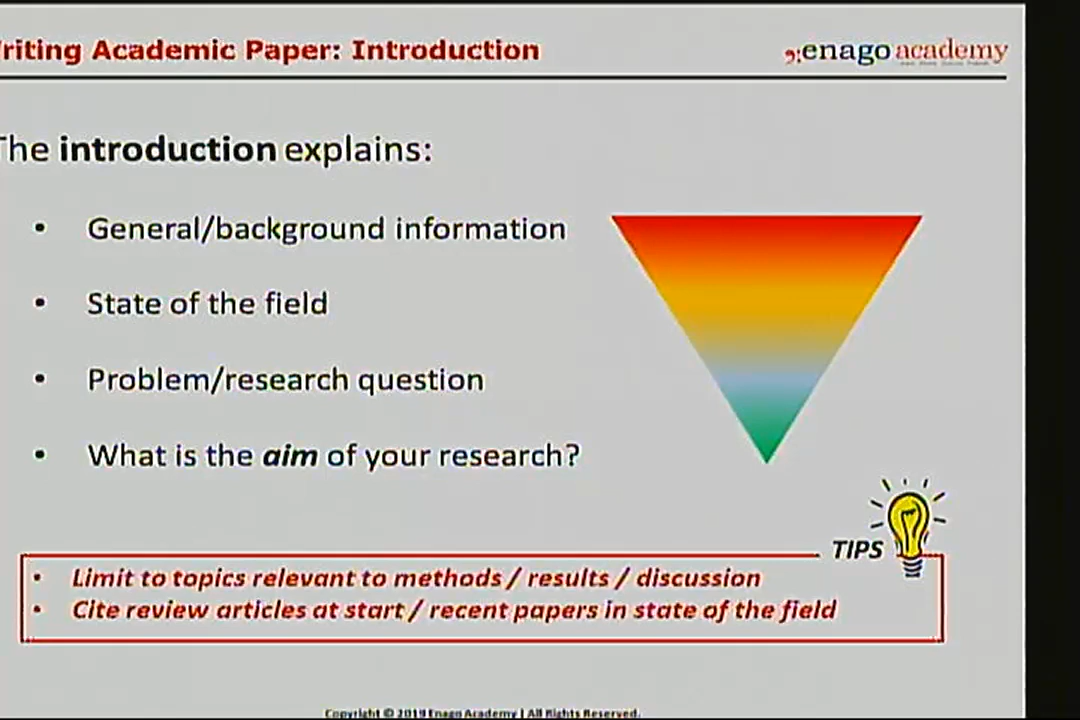 riting Academic Paper: Introduction
enago academy
The introduction explains:
• General/background information
• State of the field
• Problem/research question
• What is the aim of your research?
TIPS
• Limit to topics relevant to methods / results / discussion
• Cite review articles at start / recent papers in state of the field
Copyright © 2019 Enago Academy | All Rights Reserved.